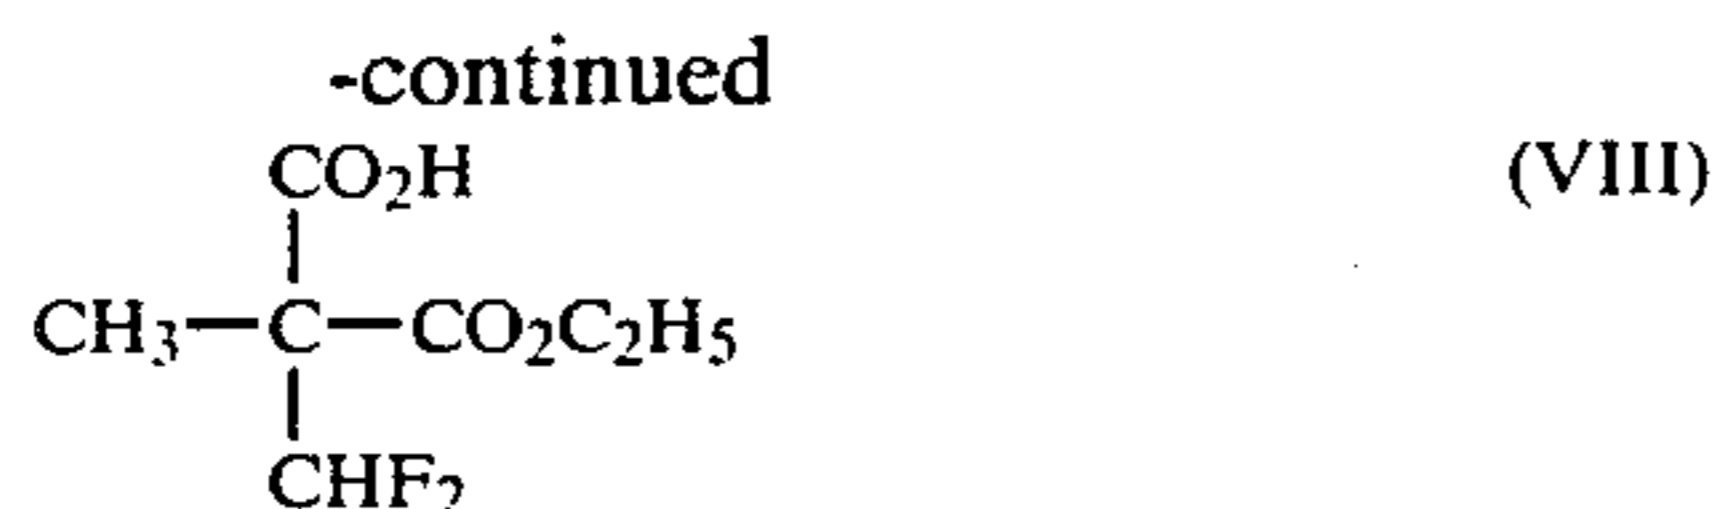 -continued
CO₂H (VIII)
CH₃—C—CO₂C₂H₅
CHF₂